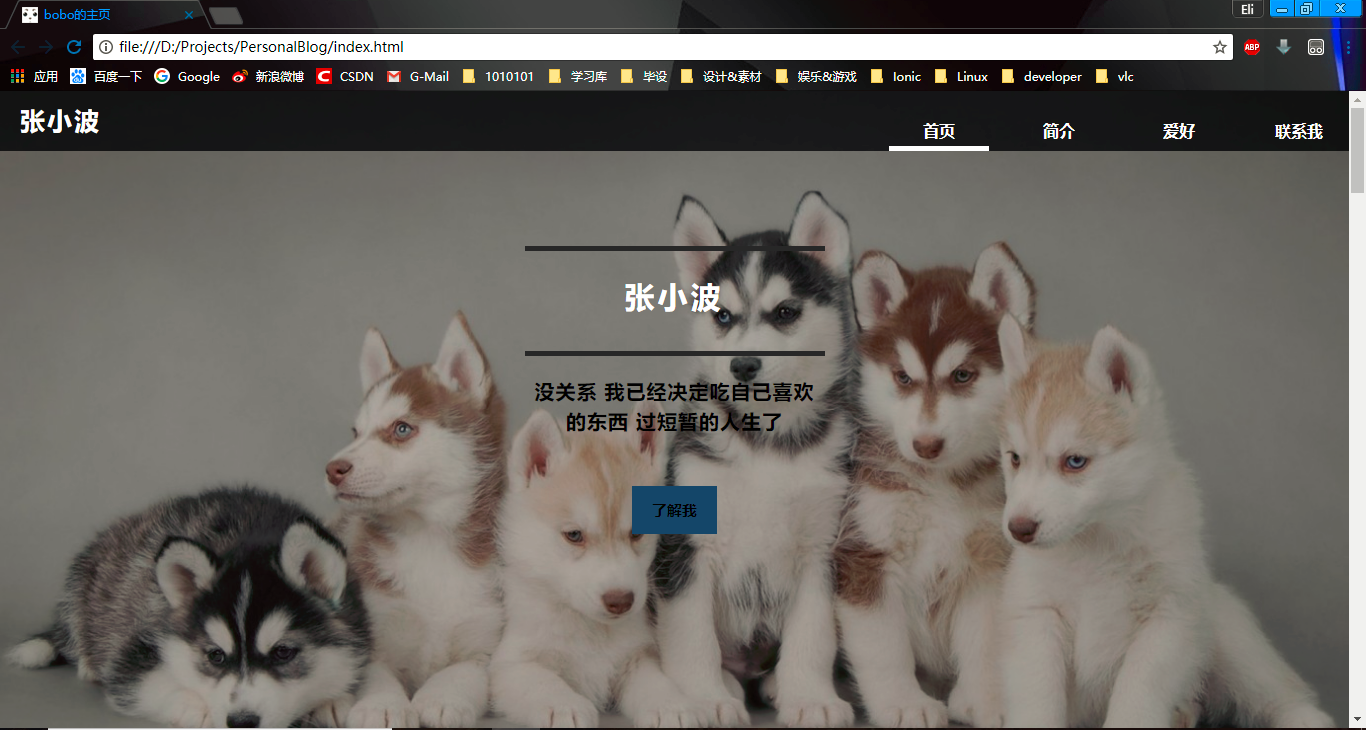 bobo的主页
Eli
file:///D:/Projects/PersonalBlog/index.html
ABP
应用 百度一下 Google 新浪微博 CSDN G-Mail 1010101 学习库 毕设 设计&素材 娱乐&游戏 Ionic Linux developer vlc
张小波
首页 简介 爱好 联系我
张小波
没关系 我已经决定吃自己喜欢
的东西 过短暂的人生了
了解我